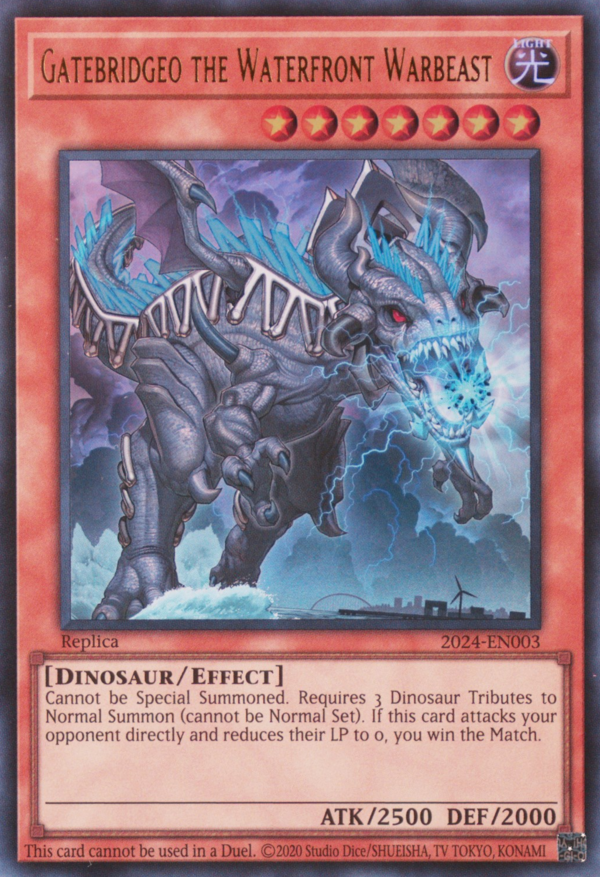 Gatebridgeo the Waterfront Warbeast
LIGHT
光
Replica
2024-EN003
[Dinosaur/Effect]
Cannot be Special Summoned. Requires 3 Dinosaur Tributes to
Normal Summon (cannot be Normal Set). If this card attacks your
opponent directly and reduces their LP to 0, you win the Match.
ATK/2500 DEF/2000
This card cannot be used in a Duel. ©2020 Studio Dice/SHUEISHA, TV TOKYO, KONAMI